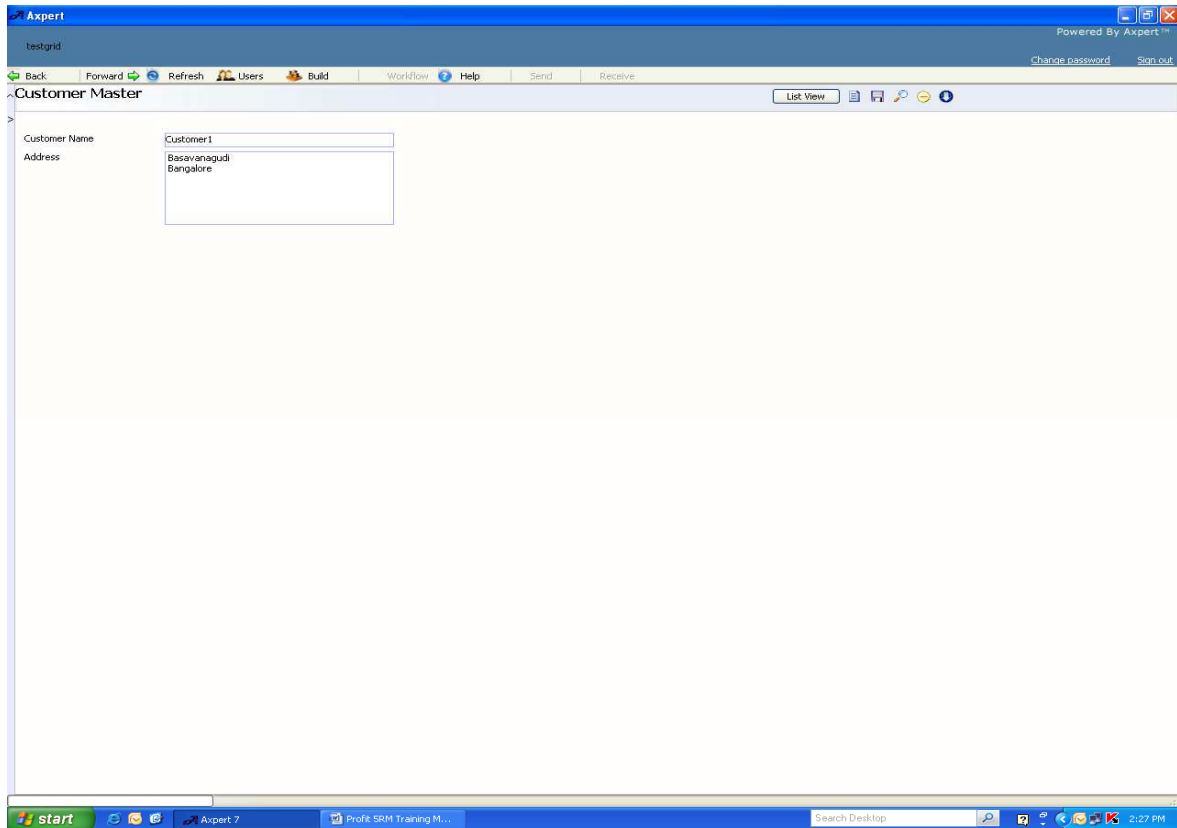 Axpert
Powered By Axpert™
testgrid
Change password Sign out
Back Forward Refresh Users Build Workflow Help Send Receive
Customer Master List View
Customer Name Customer1
Address Basavanagudi
Bangalore
start Axpert 7 Profit SRM Training M... Search Desktop 2:27 PM